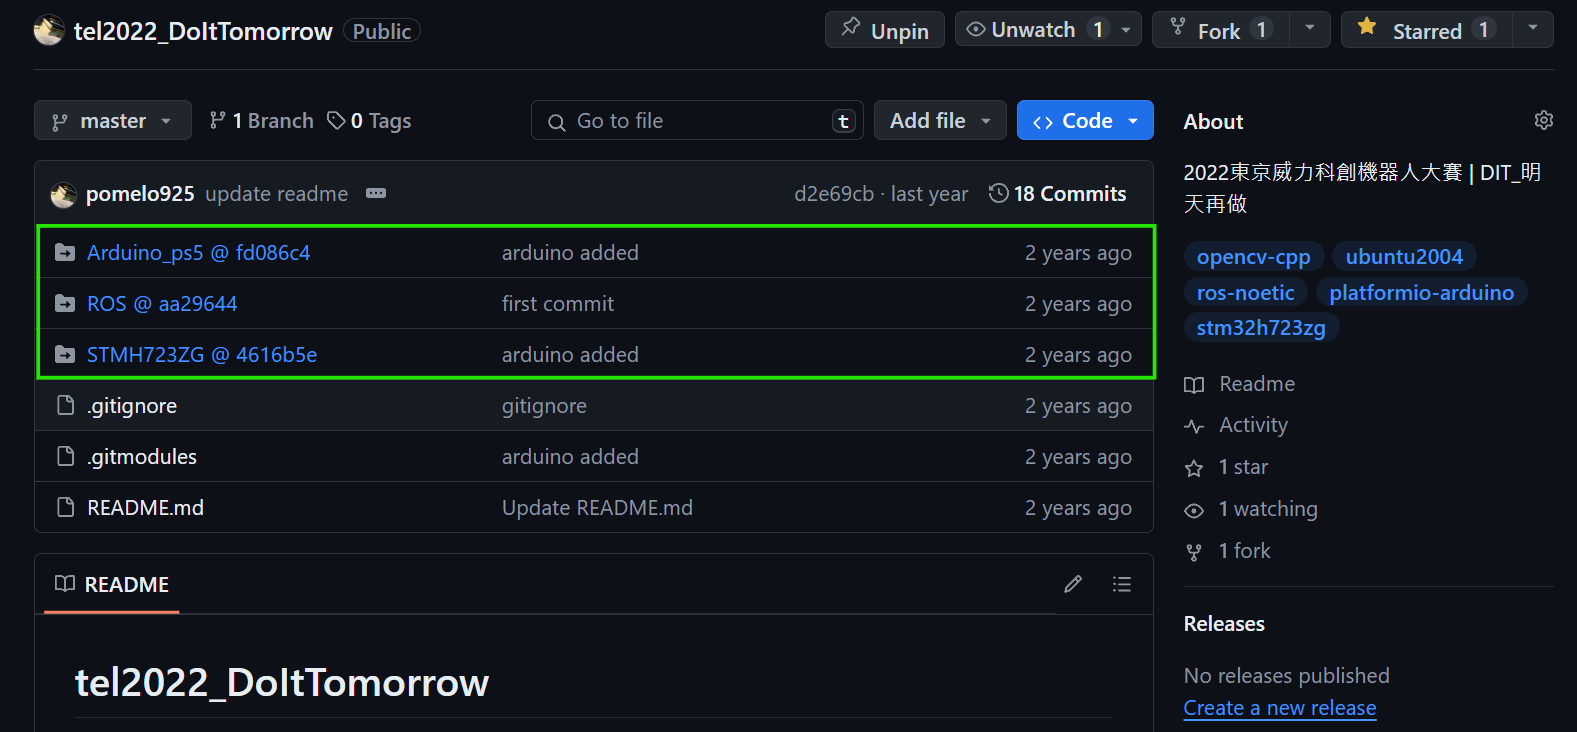 tel2022_DoItTomorrow Public Unpin Unwatch 1 Fork 1 Starred 1
master 1 Branch 0 Tags Go to file t Add file Code
pomelo925 update readme d2e69cb · last year 18 Commits
Arduino_ps5 @ fd086c4 arduino added 2 years ago
ROS @ aa29644 first commit 2 years ago
STMH723ZG @ 4616b5e arduino added 2 years ago
.gitignore gitignore 2 years ago
.gitmodules arduino added 2 years ago
README.md Update README.md 2 years ago
README
tel2022_DoItTomorrow
About
2022東京威力科創機器人大賽 | DIT_明
天再做
opencv-cpp ubuntu2004
ros-noetic platformio-arduino
stm32h723zg
Readme
Activity
1 star
1 watching
1 fork
Releases
No releases published
Create a new release